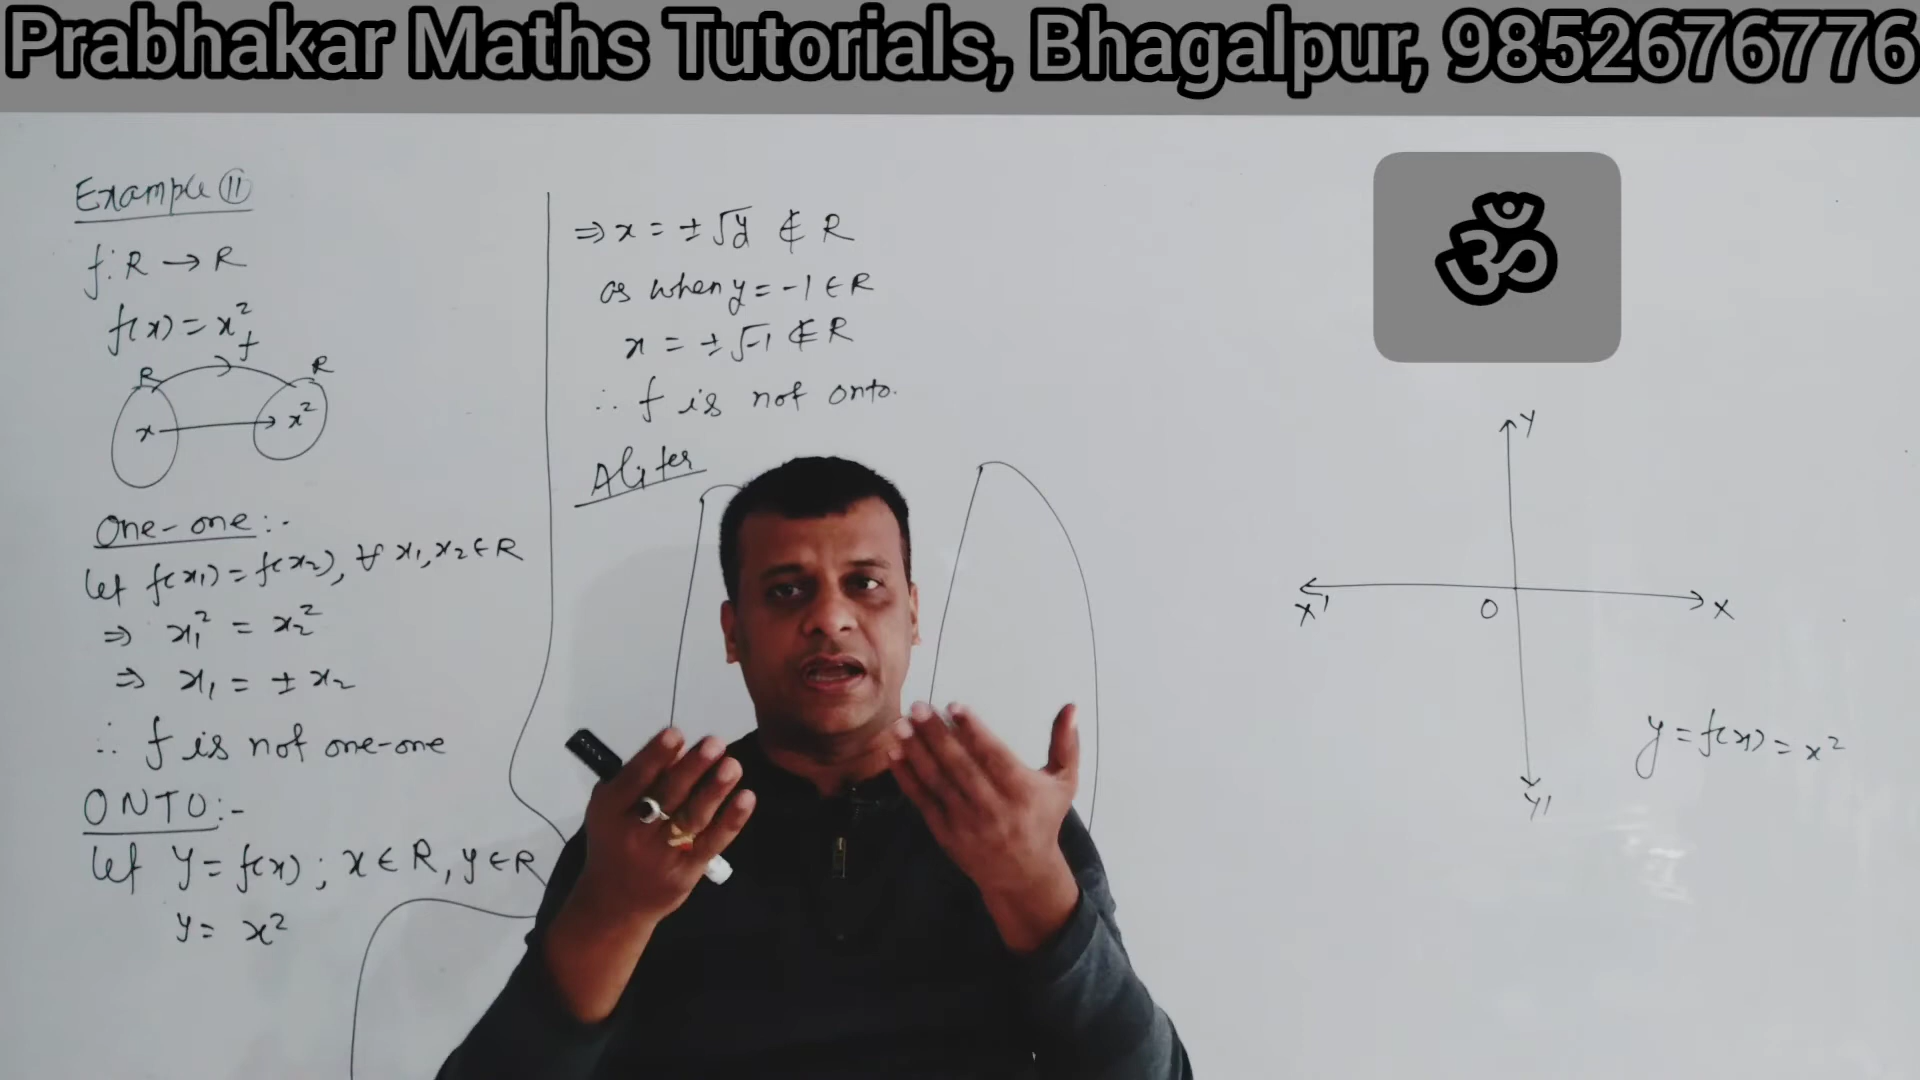 Prabhakar Maths Tutorials, Bhagalpur, 9852676776
Example 11
f: R → R
f(x) = x²
f
R R
x → x²
One-one:-
Let f(x₁) = f(x₂), ∀ x₁, x₂ ∈ R
⇒ x₁² = x₂²
⇒ x₁ = ± x₂
∴ f is not one-one
ONTO:-
Let y = f(x); x ∈ R, y ∈ R
y = x²
⇒ x = ± √y ∉ R
as when y = -1 ∈ R
x = ± √-1 ∉ R
∴ f is not onto.
Aliter
ॐ
Y
X' O X
Y'
y = f(x) = x²